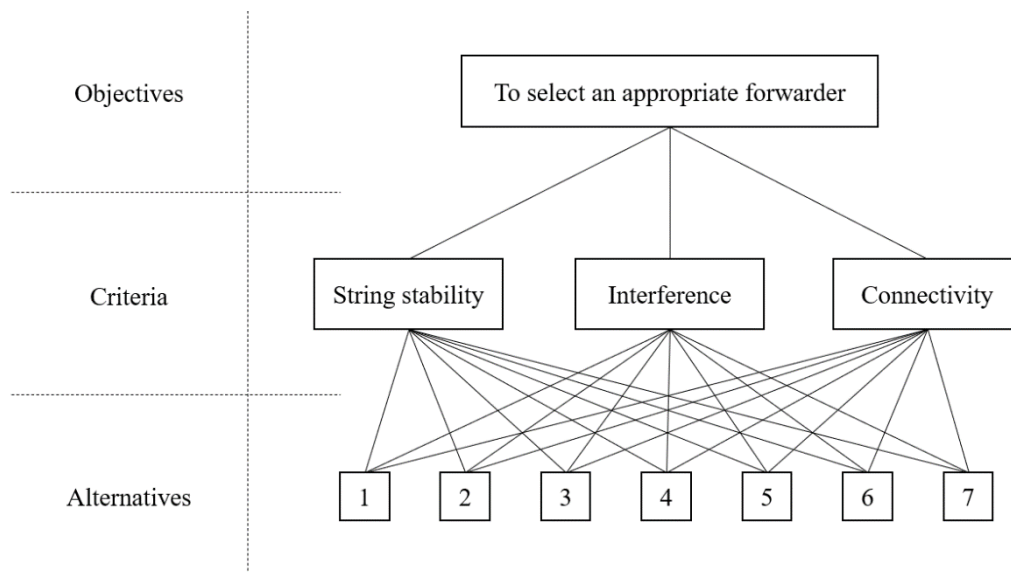 Objectives
To select an appropriate forwarder
Criteria
String stability
Interference
Connectivity
Alternatives
1
2
3
4
5
6
7